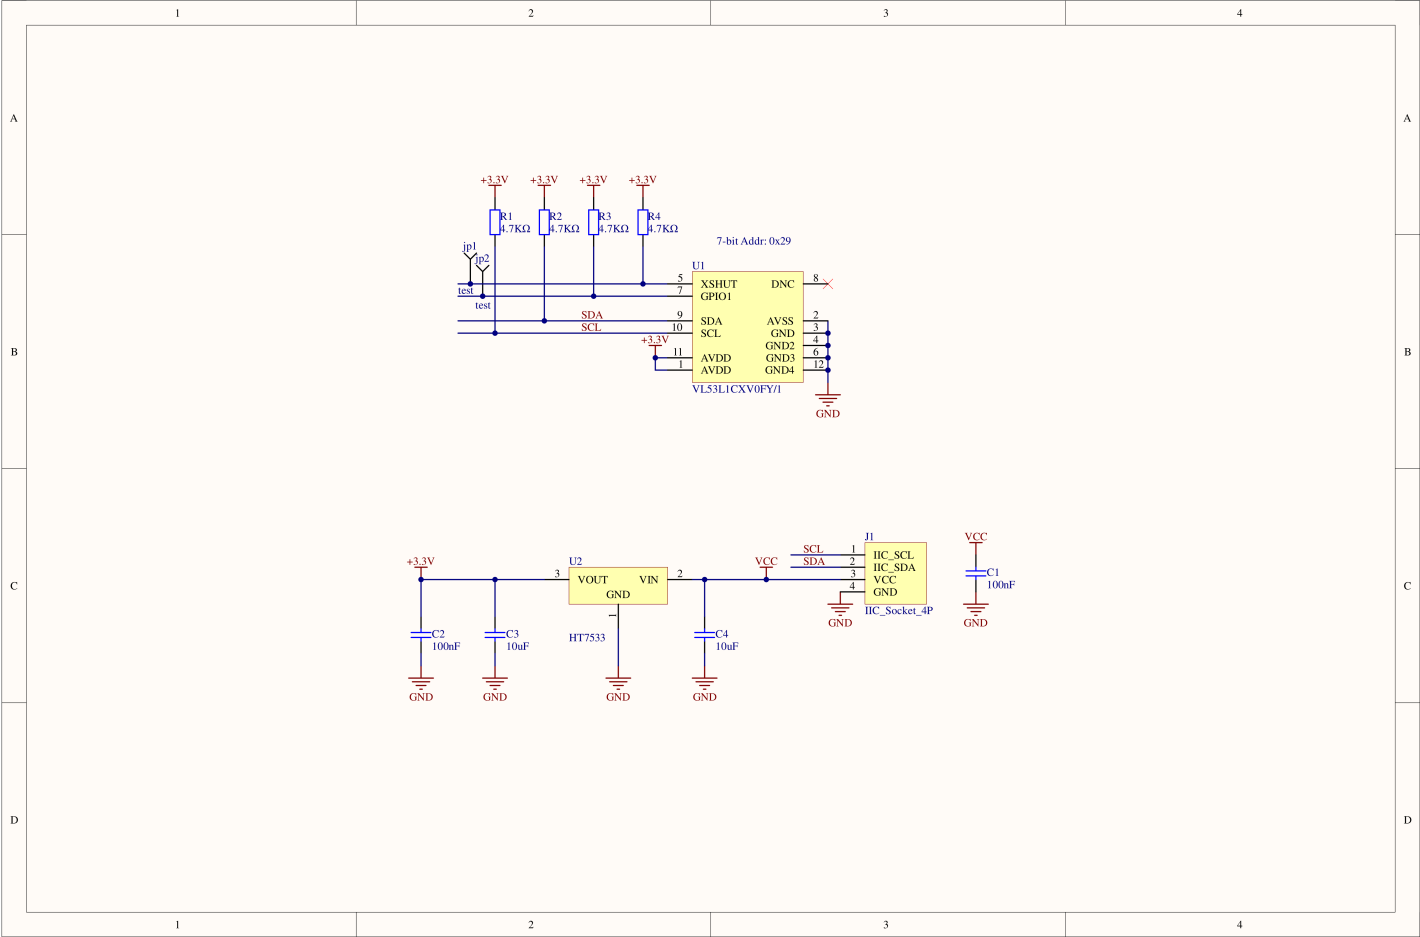 1 2 3 4
A A
+3.3V +3.3V +3.3V +3.3V
R1 R2 R3 R4
4.7KΩ 4.7KΩ 4.7KΩ 4.7KΩ
7-bit Addr: 0x29
jp1
jp2
U1
5 XSHUT DNC 8
test
7 GPIO1
test
SDA 9 SDA AVSS 2
SCL 10 SCL GND 3
+3.3V
GND2 4
B B
11 AVDD GND3 6
1 AVDD GND4 12
VL53L1CXV0FY/1
GND
J1 VCC
SCL 1 IIC_SCL
+3.3V U2 VCC SDA 2 IIC_SDA
3 VOUT VIN 2 3 VCC
C1
100nF
C C
GND
4 GND
IIC_Socket_4P
1
GND GND
C2 C3 HT7533 C4
100nF 10uF 10uF
GND GND GND GND
D D
1 2 3 4